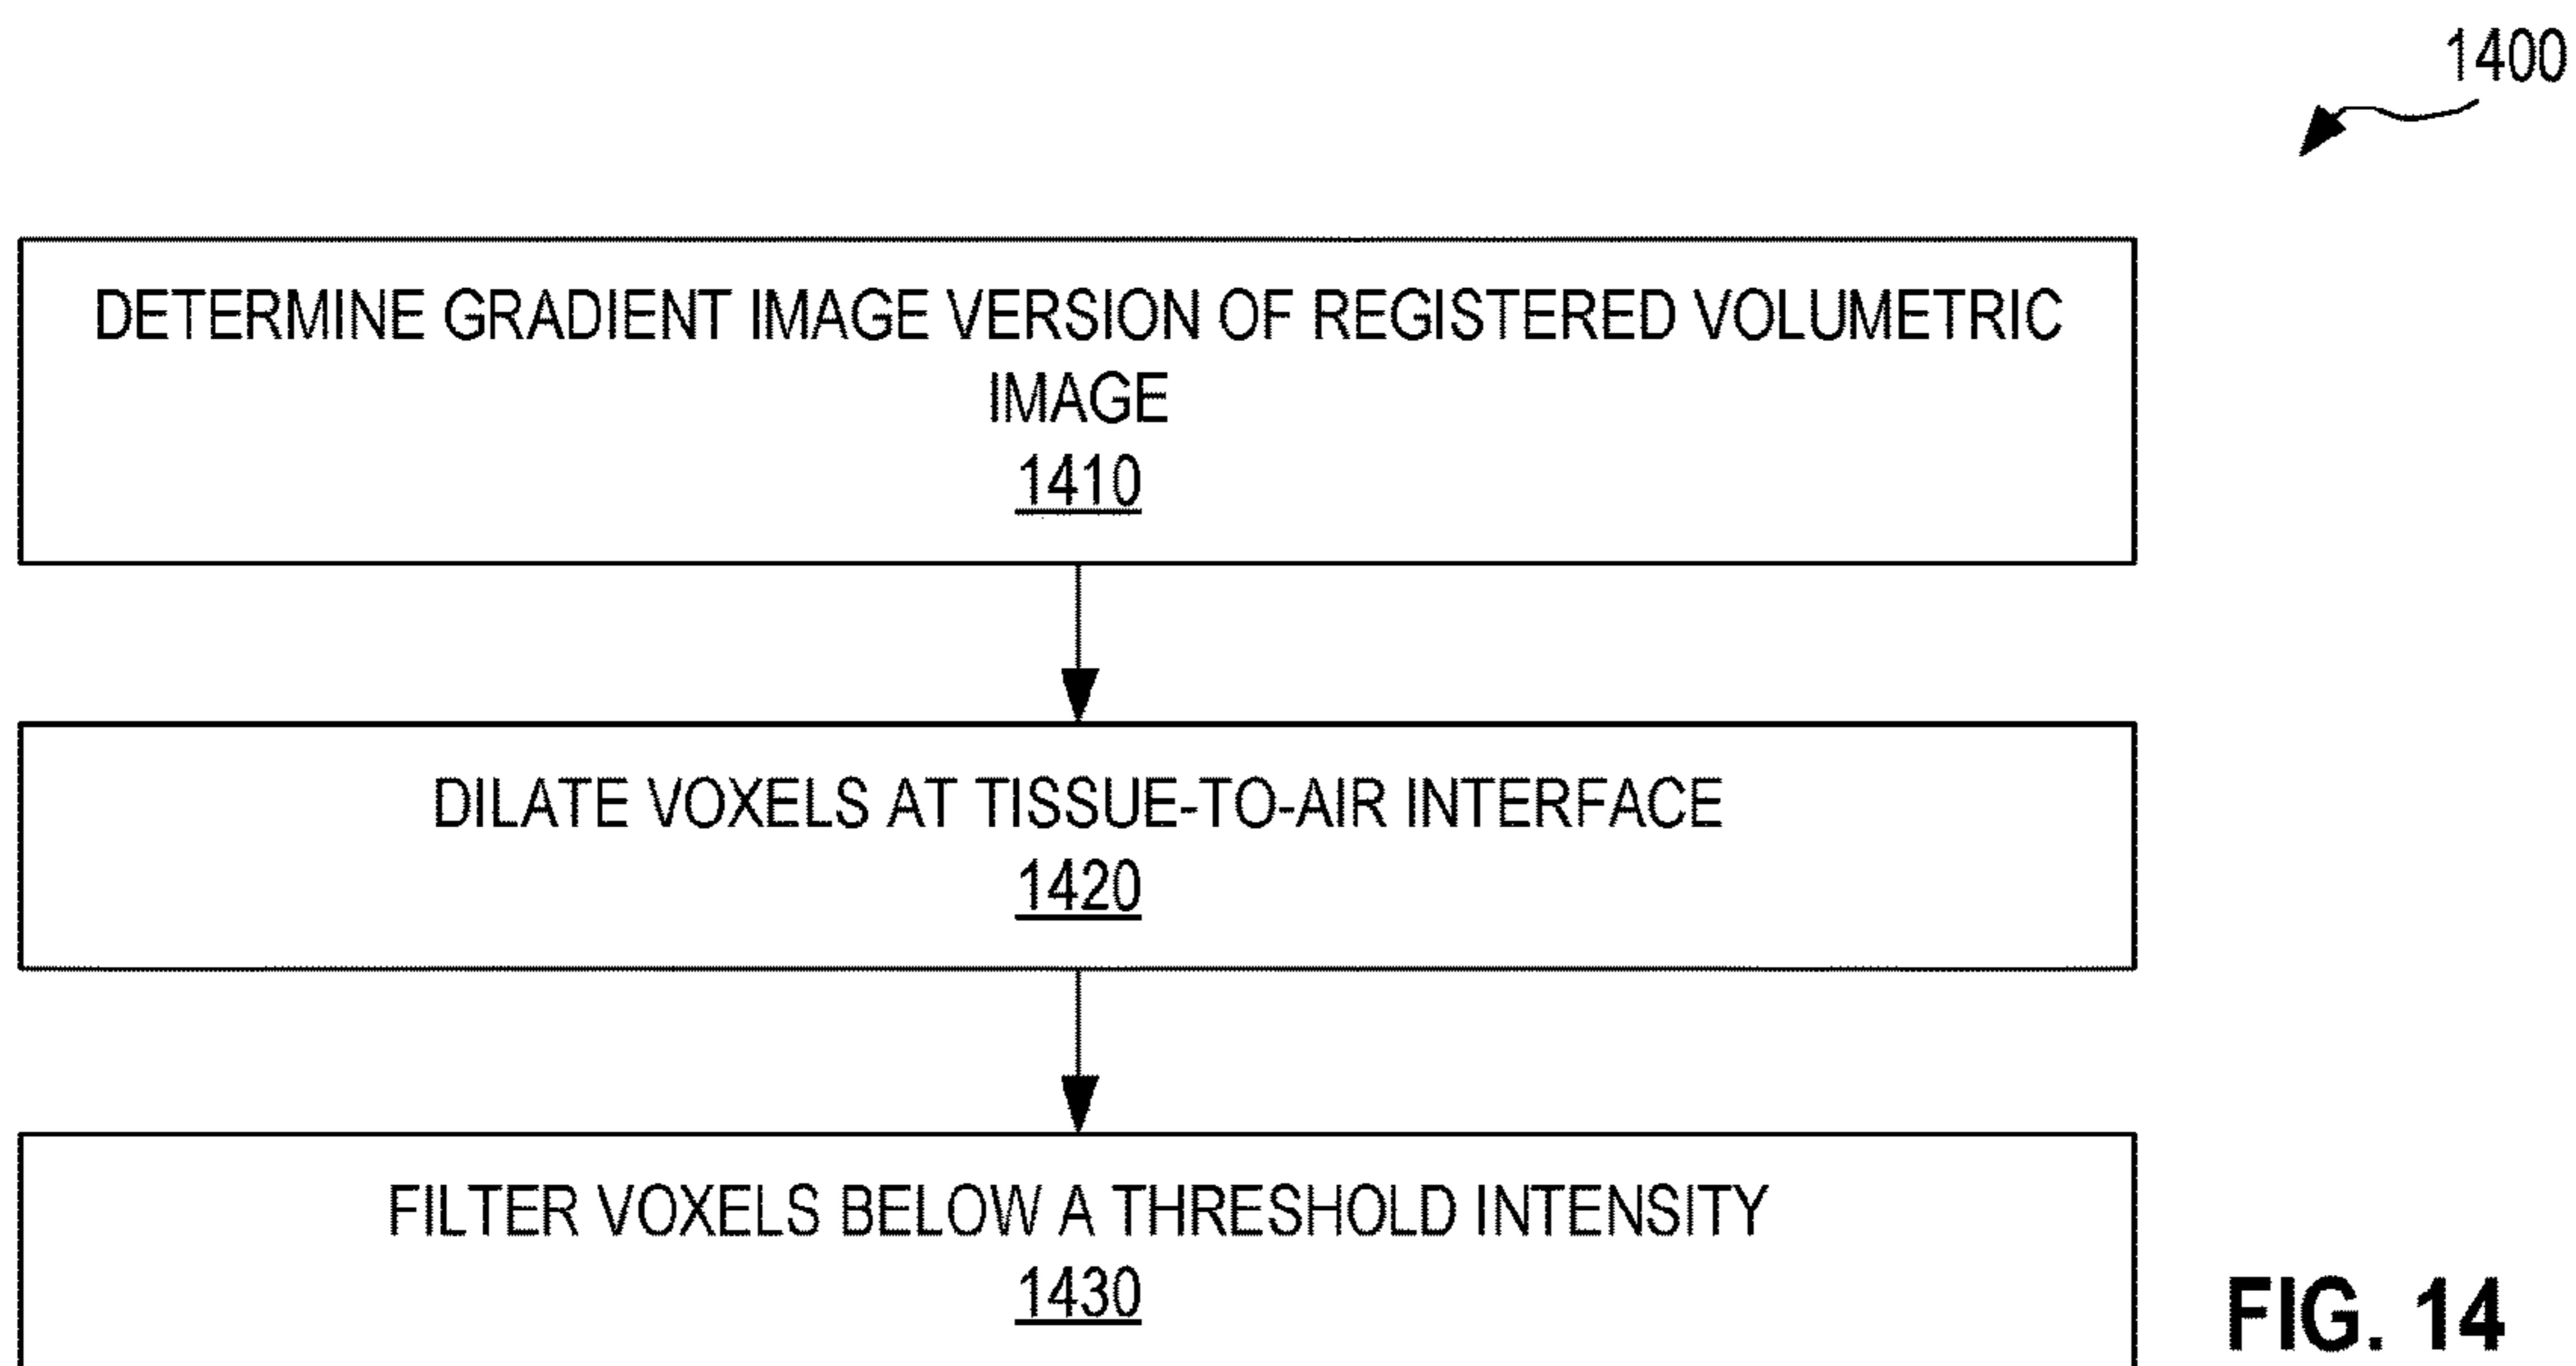 1400
DETERMINE GRADIENT IMAGE VERSION OF REGISTERED VOLUMETRIC
IMAGE
1410
DILATE VOXELS AT TISSUE-TO-AIR INTERFACE
1420
FILTER VOXELS BELOW A THRESHOLD INTENSITY
1430
FIG. 14